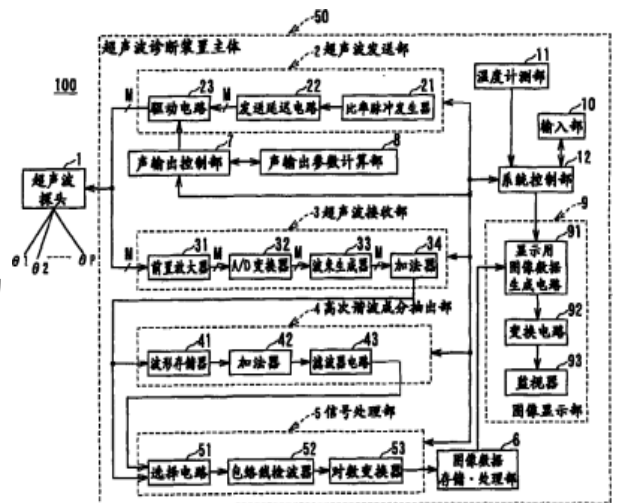 50
超声波诊断装置主体
2 超声波发送部
100
23
22
21
M
驱动电路
M
发送延迟电路
比率脉冲发生器
11
温度计测部
10
输入部
7
声输出控制部
8
声输出参数计算部
12
系统控制部
1
超声波
探头
θ1
θ2
θP
3 超声波接收部
31
32
33
34
M
前置放大器
M
A/D变换器
M
波束生成器
M
加法器
9
91
显示用
图像数据
生成电路
92
变换电路
93
监视器
图像显示部
4 高次谐波成分抽出部
41
42
43
波形存储器
加法器
滤波器电路
5 信号处理部
51
52
53
选择电路
包络线检波器
对数变换器
6
图像数据
存储·处理部